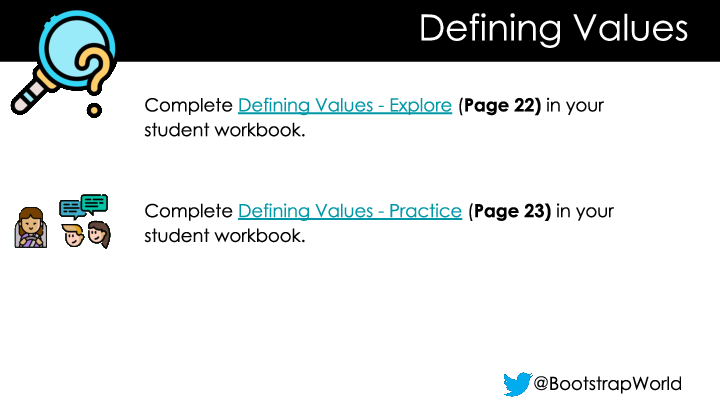 Defining Values
Complete Defining Values - Explore (Page 22) in your
student workbook.
Complete Defining Values - Practice (Page 23) in your
student workbook.
@BootstrapWorld